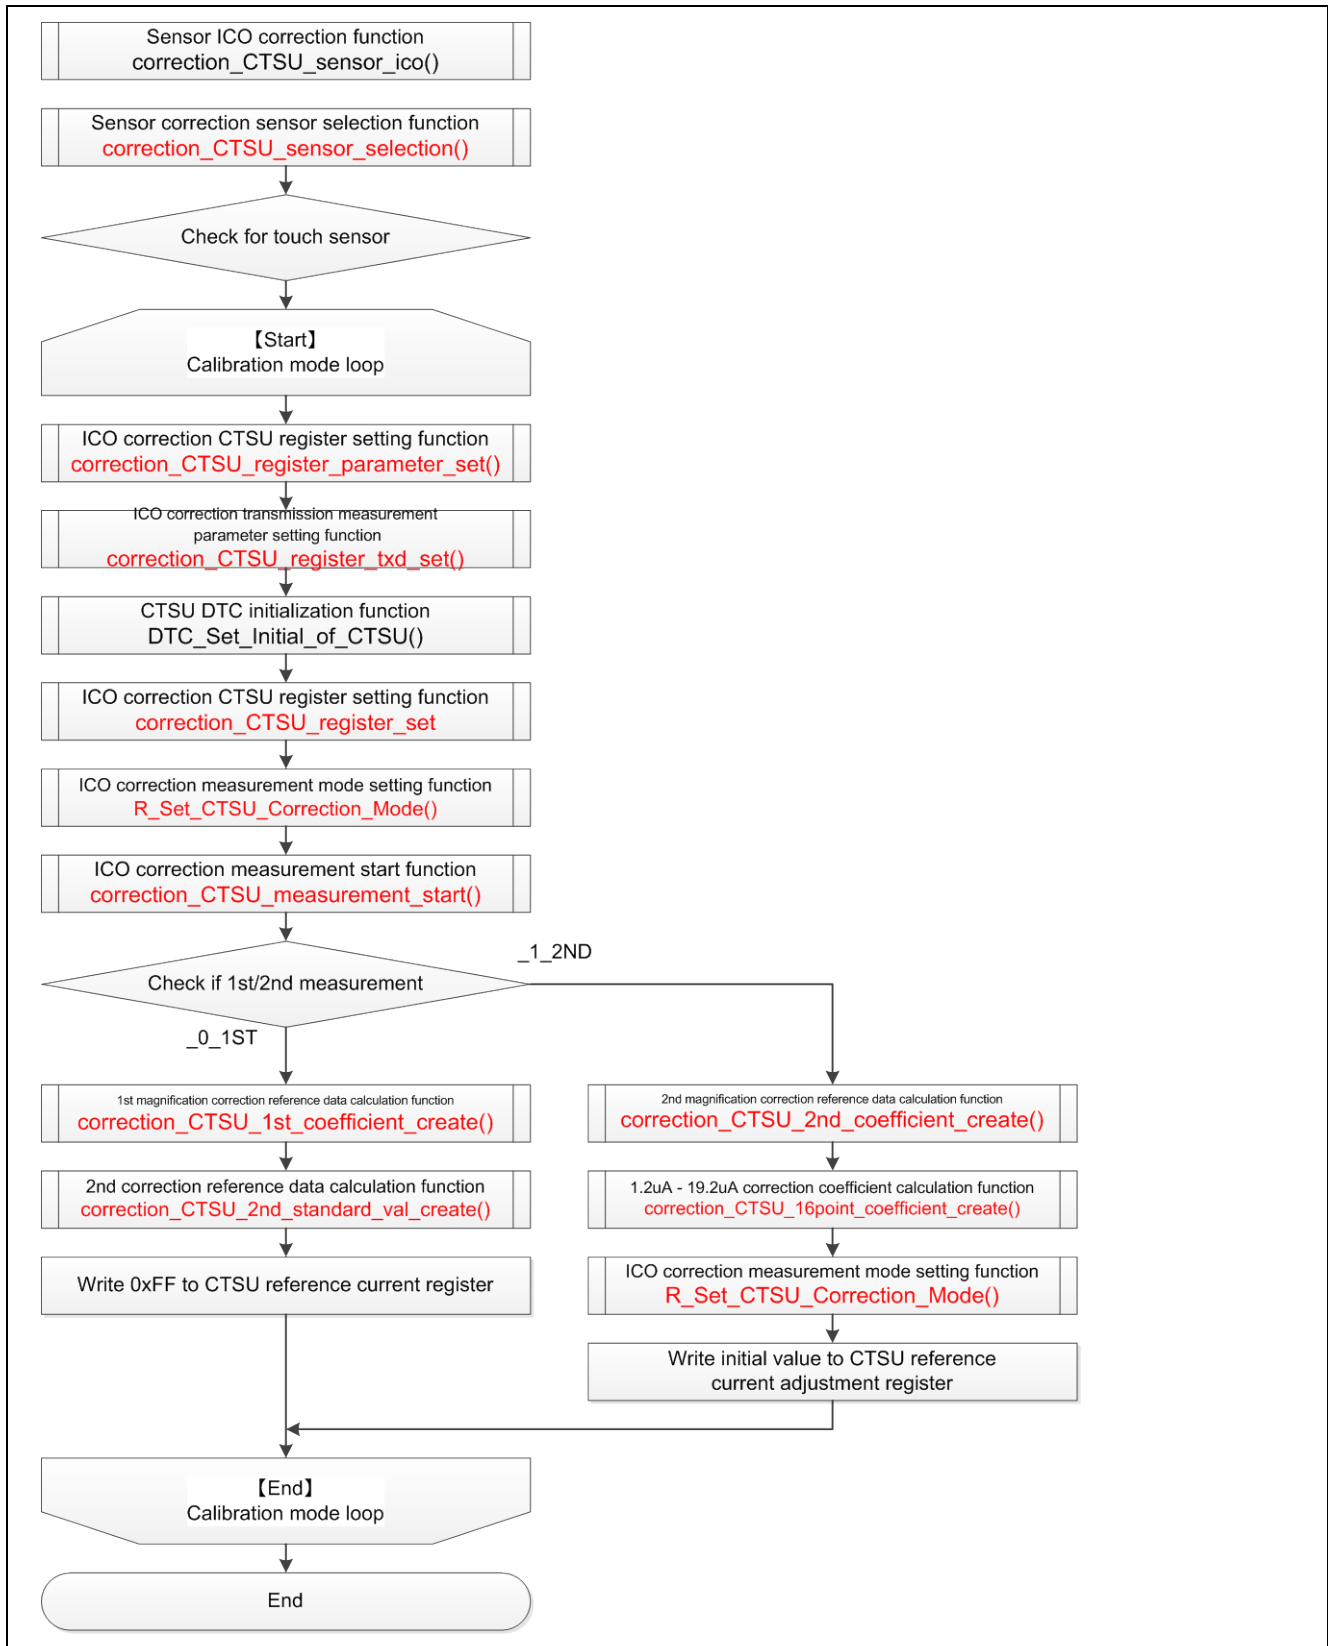 Sensor ICO correction function
correction_CTSU_sensor_ico()
Sensor correction sensor selection function
correction_CTSU_sensor_selection()
Check for touch sensor
【Start】
Calibration mode loop
ICO correction CTSU register setting function
correction_CTSU_register_parameter_set()
ICO correction transmission measurement
parameter setting function
correction_CTSU_register_txd_set()
CTSU DTC initialization function
DTC_Set_Initial_of_CTSU()
ICO correction CTSU register setting function
correction_CTSU_register_set
ICO correction measurement mode setting function
R_Set_CTSU_Correction_Mode()
ICO correction measurement start function
correction_CTSU_measurement_start()
_1_2ND
Check if 1st/2nd measurement
_0_1ST
1st magnification correction reference data calculation function
correction_CTSU_1st_coefficient_create()
2nd correction reference data calculation function
correction_CTSU_2nd_standard_val_create()
Write 0xFF to CTSU reference current register
2nd magnification correction reference data calculation function
correction_CTSU_2nd_coefficient_create()
1.2uA - 19.2uA correction coefficient calculation function
correction_CTSU_16point_coefficient_create()
ICO correction measurement mode setting function
R_Set_CTSU_Correction_Mode()
Write initial value to CTSU reference
current adjustment register
【End】
Calibration mode loop
End